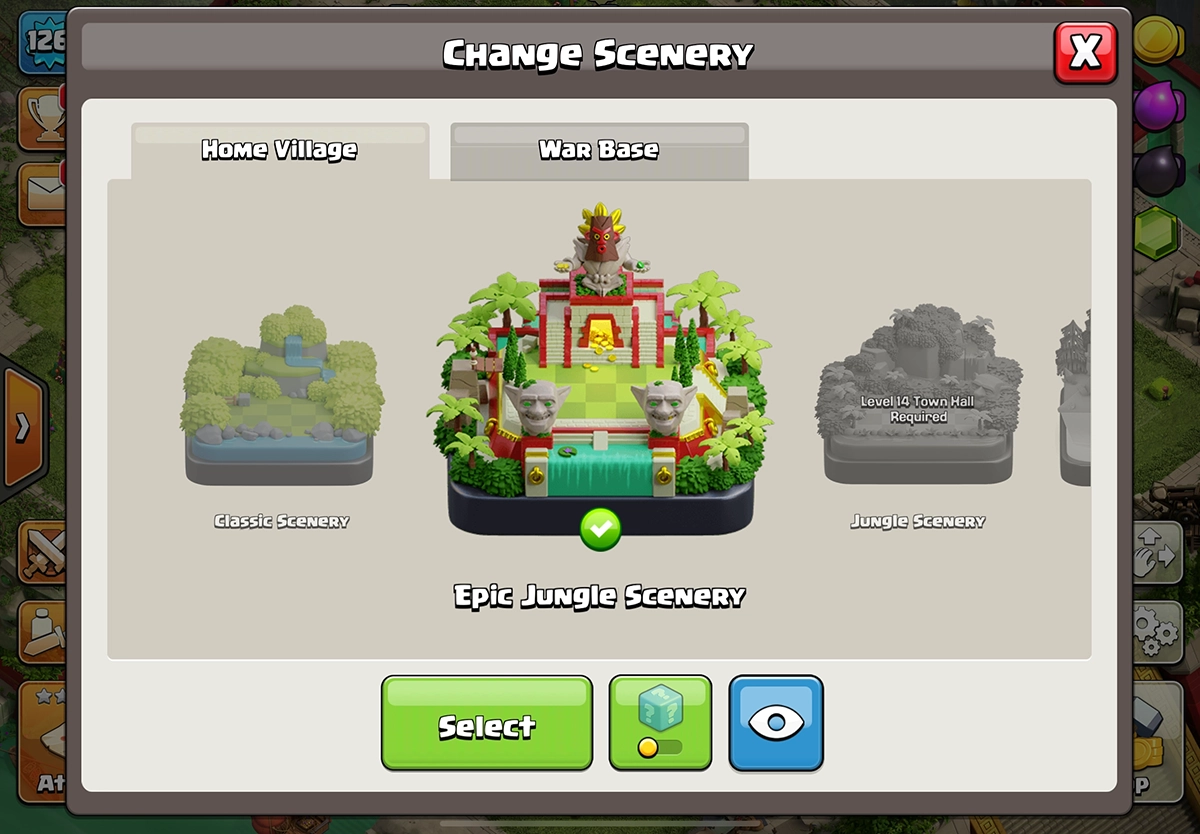 Change Scenery
X
126
Home Village
War Base
Level 14 Town Hall
Required
Classic Scenery
Jungle Scenery
Epic Jungle Scenery
Select
? ? ?